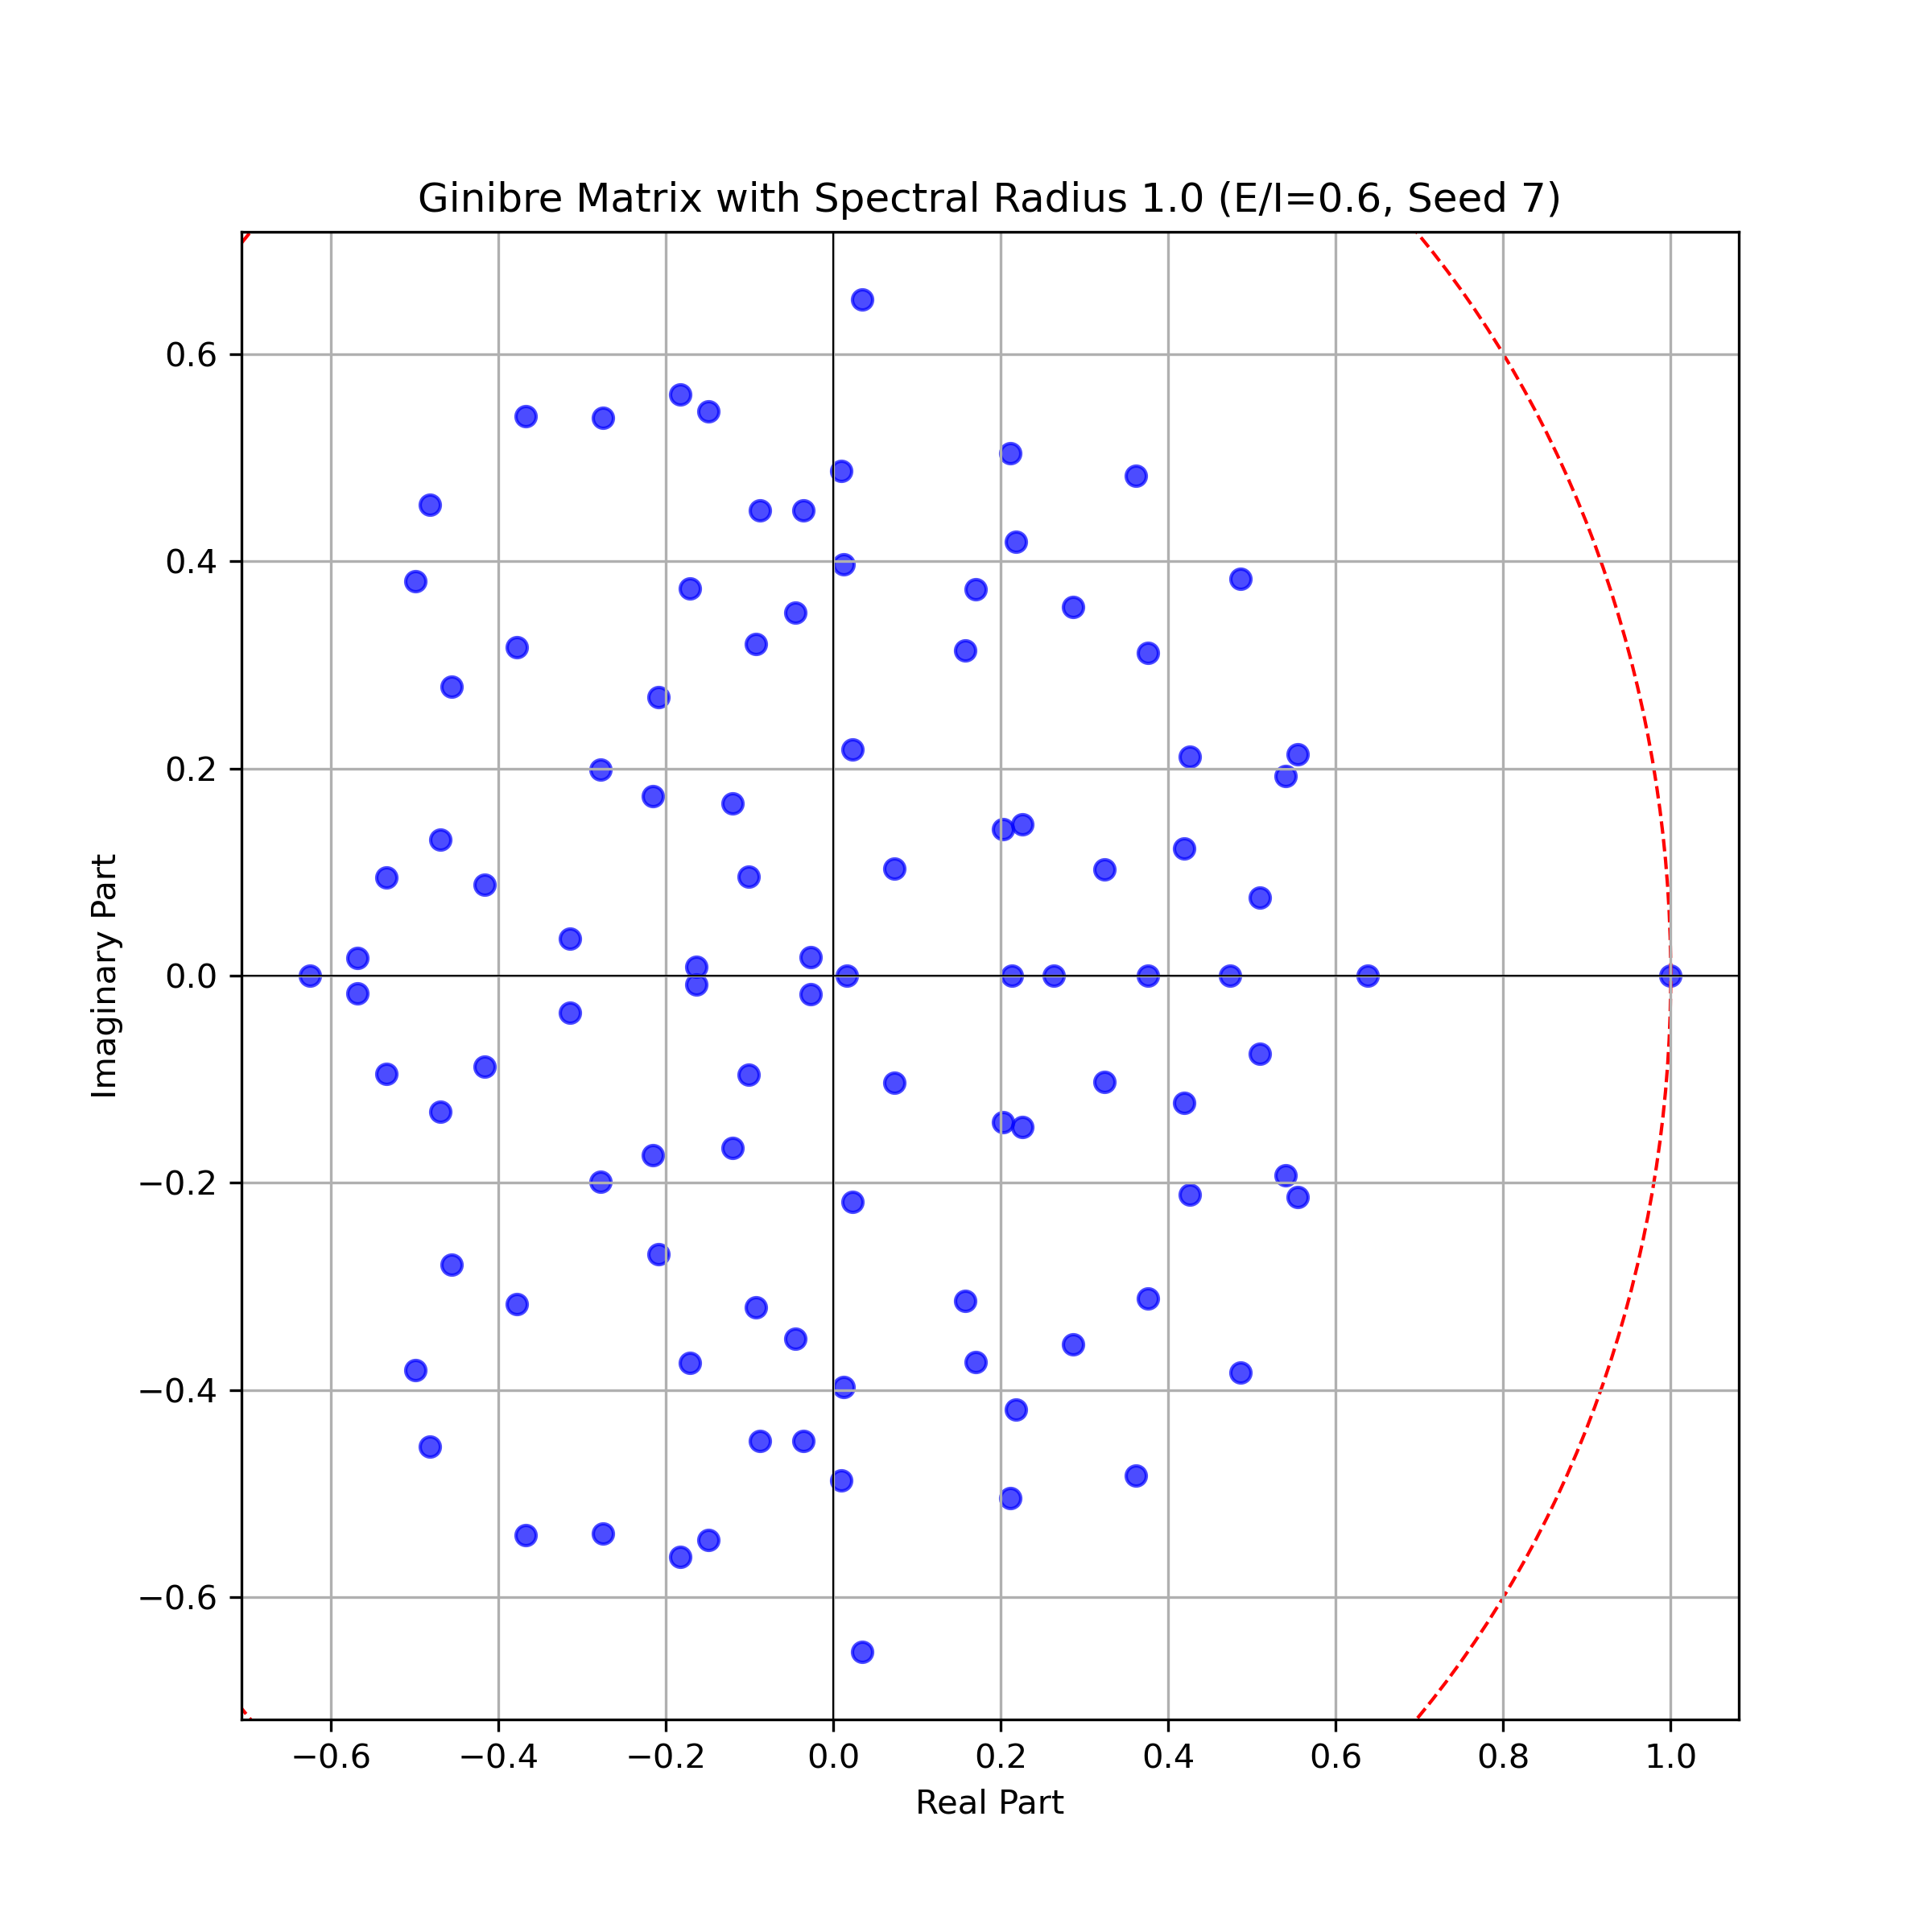 Ginibre Matrix with Spectral Radius 1.0 (E/I=0.6, Seed 7)
0.6
0.4
0.2
0.0
−0.2
−0.4
−0.6
Imaginary Part
−0.6 −0.4 −0.2 0.0 0.2 0.4 0.6 0.8 1.0
Real Part